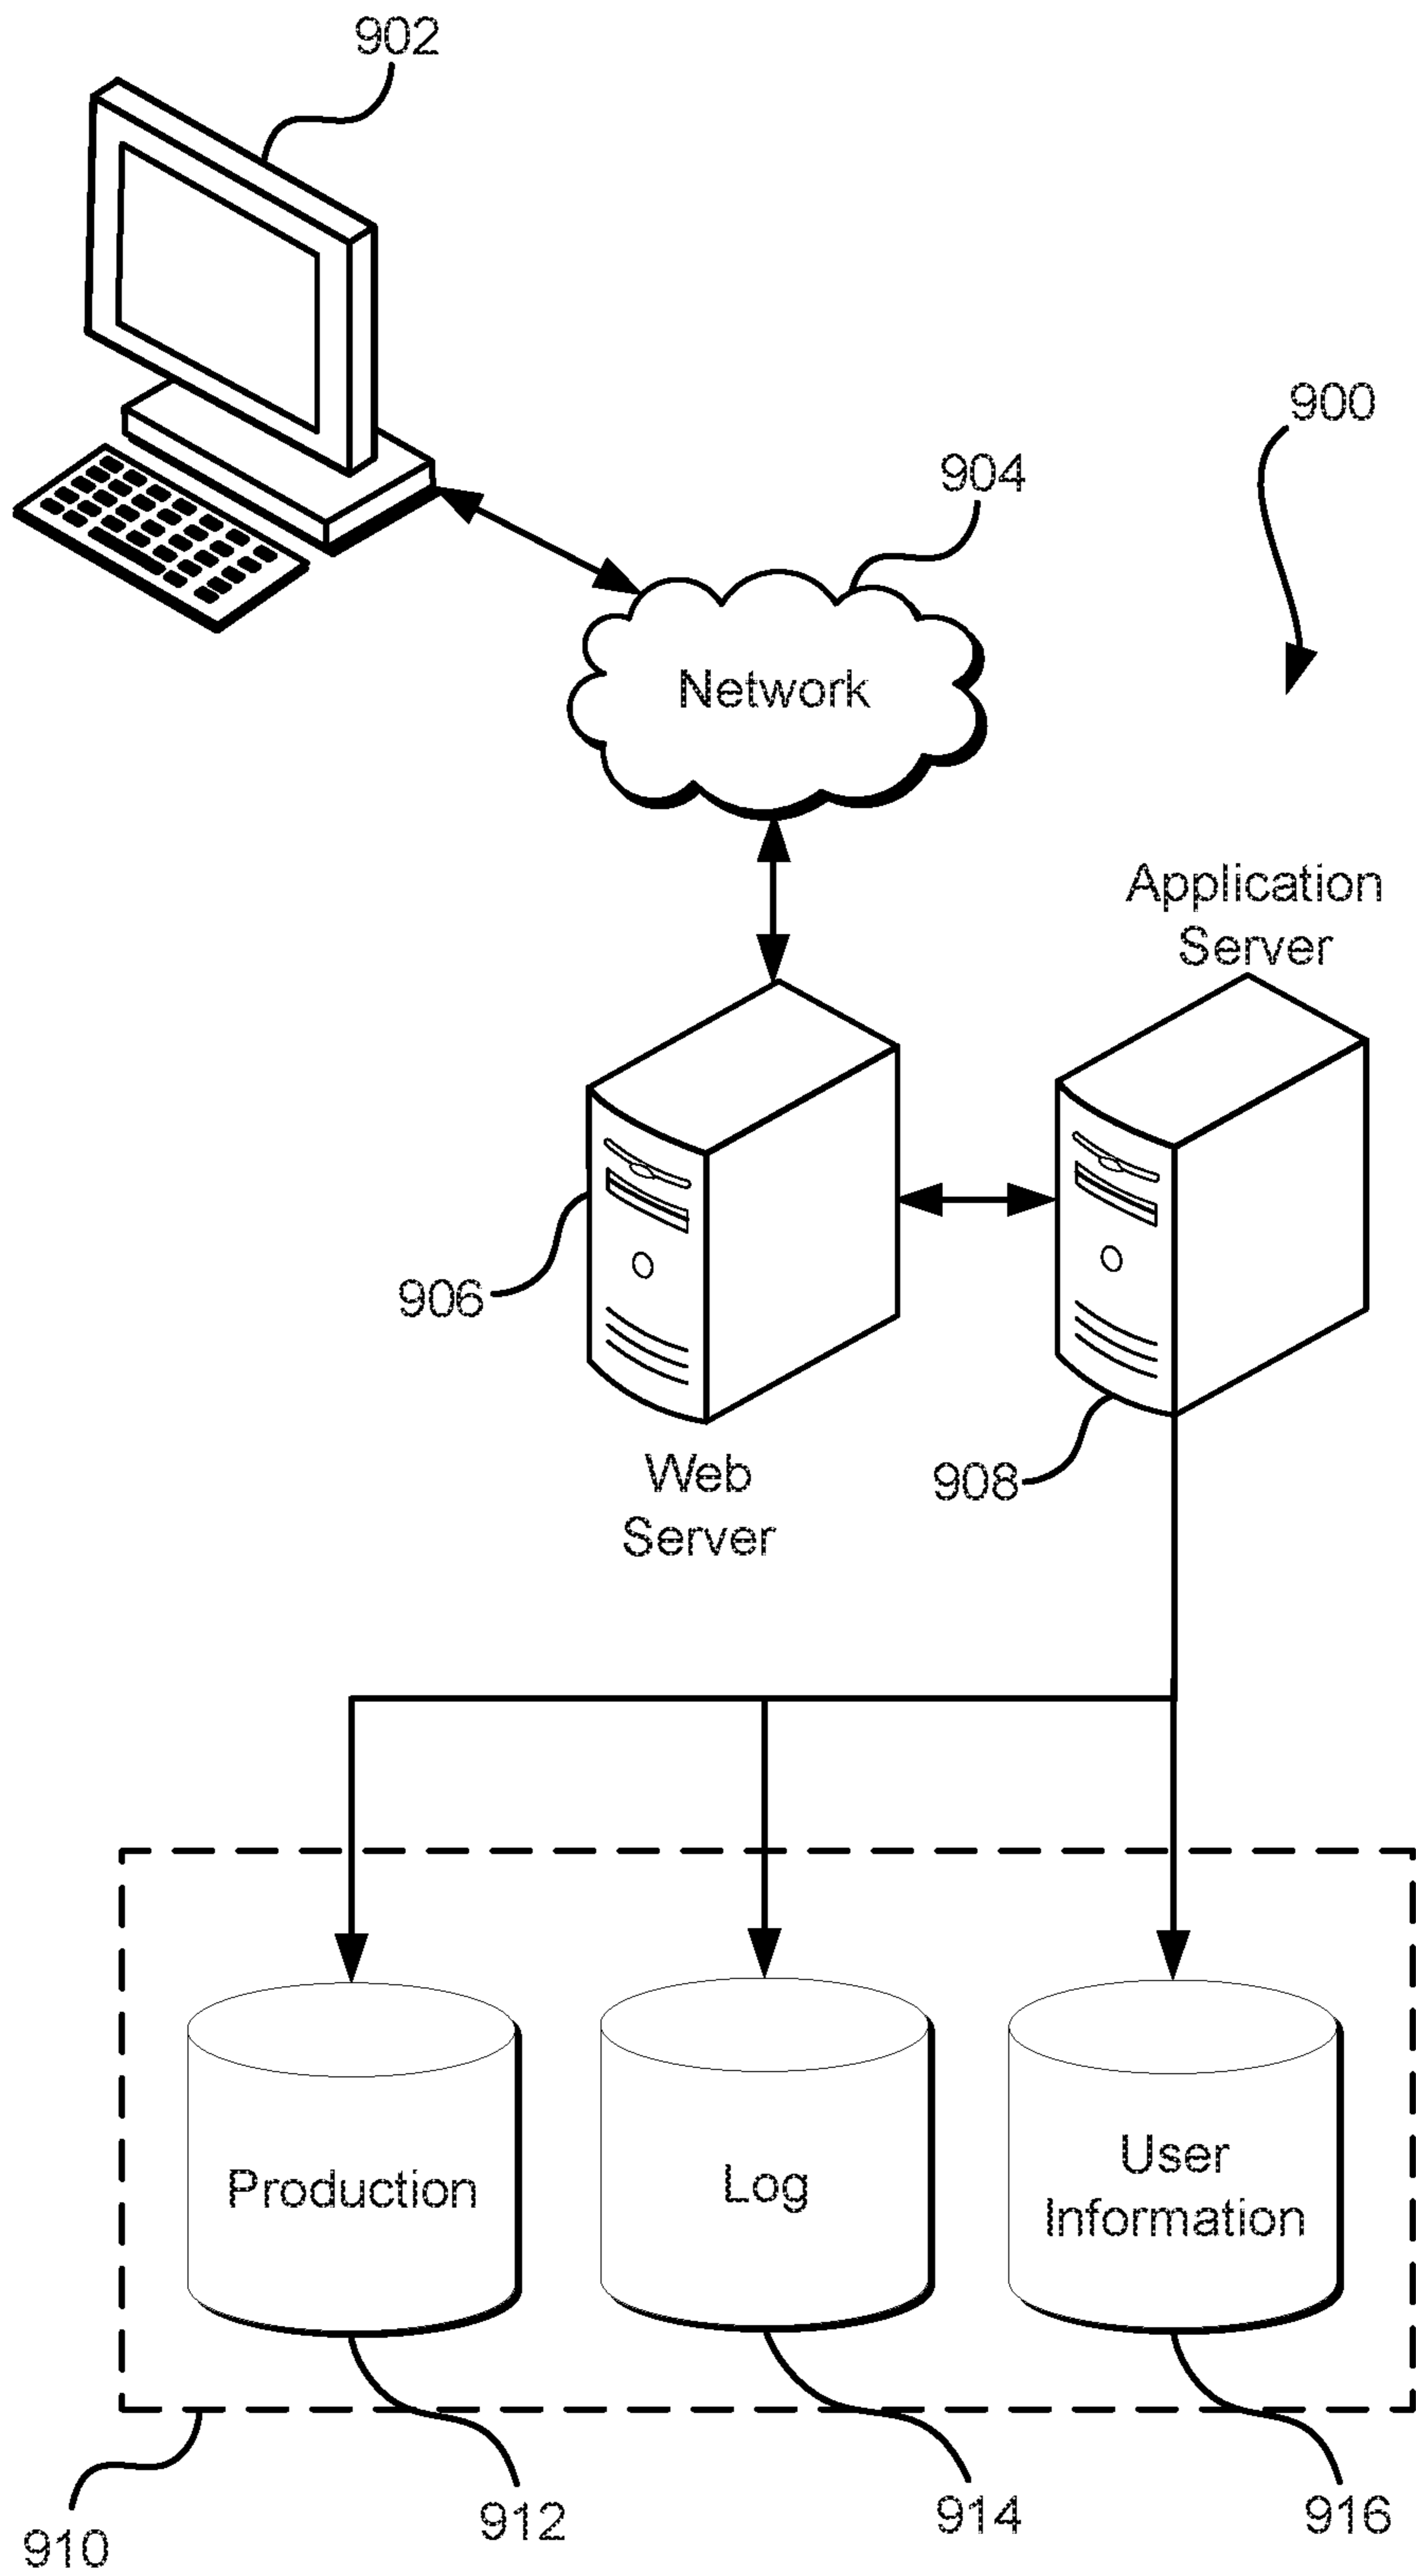 902
900
904
Network
Application
Server
906
Web
Server
908
Production
Log
User
Information
910
912
914
916